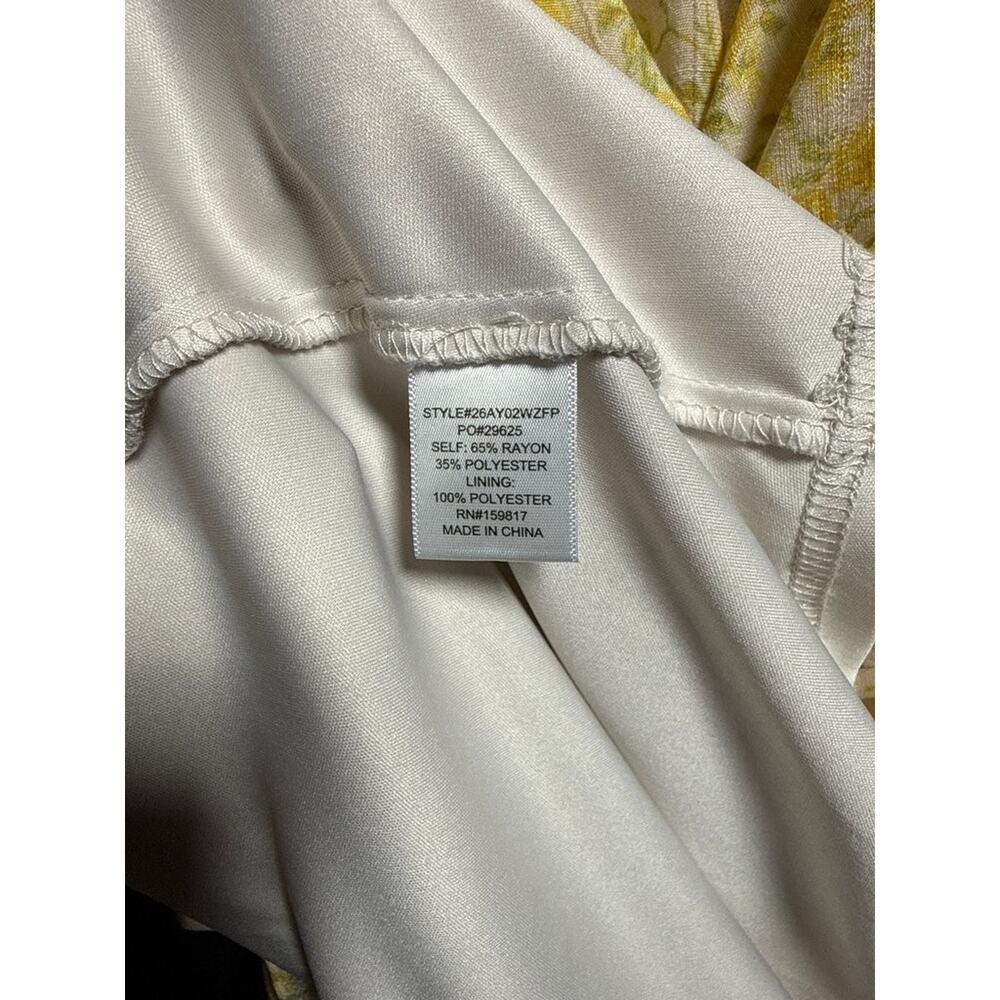 STYLE#26AY02WZFP
PO#29625
SELF: 65% RAYON
35% POLYESTER
LINING:
100% POLYESTER
RN#159817
MADE IN CHINA